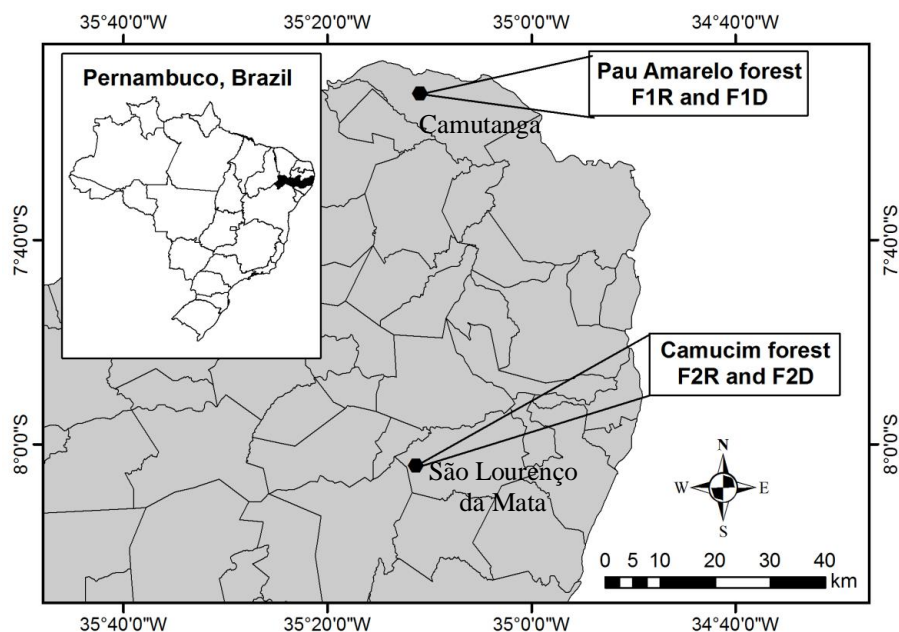 35°40'0"W 35°20'0"W 35°0'0"W 34°40'0"W
Pernambuco, Brazil
Pau Amarelo forest
F1R and F1D
Camutanga
7°40'0"S 7°40'0"S
Camucim forest
F2R and F2D
8°0'0"S 8°0'0"S
São Lourenço
da Mata
N
W E
S
0 5 10 20 30 40
km
35°40'0"W 35°20'0"W 35°0'0"W 34°40'0"W